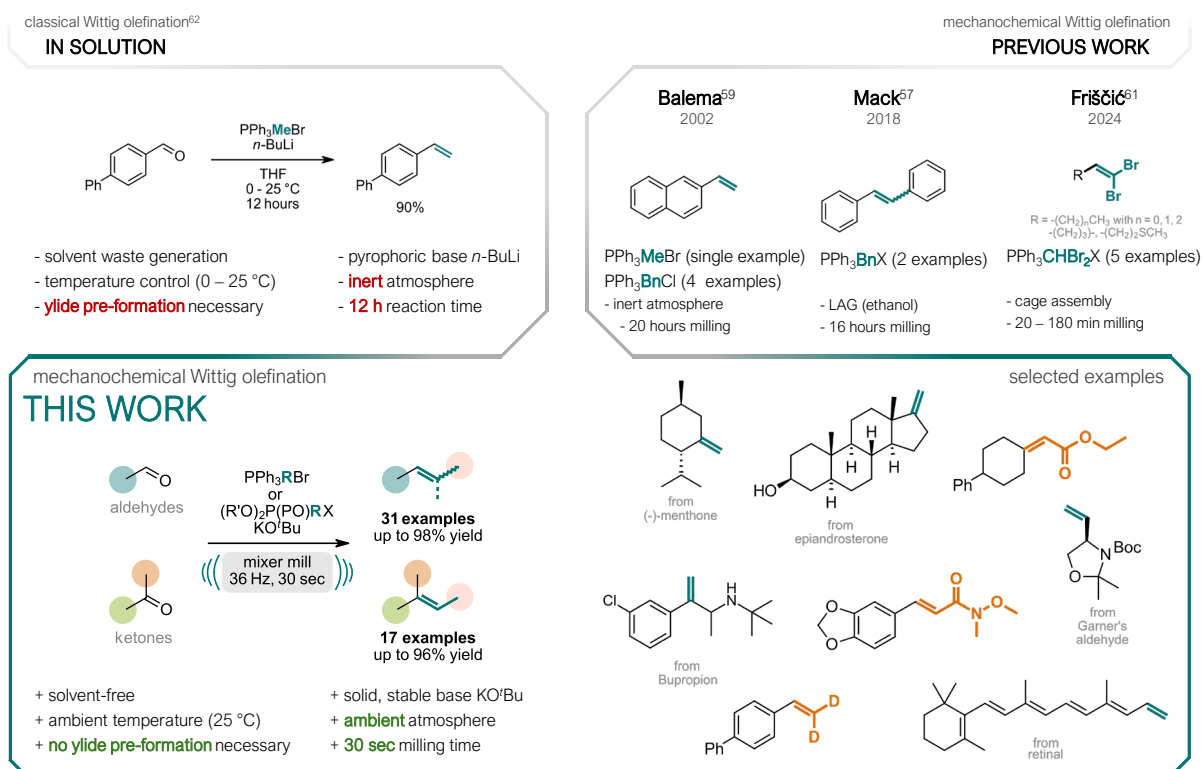 classical Wittig olefination⁶²
IN SOLUTION
PPh₃MeBr
n-BuLi
THF
0 - 25 °C
12 hours
O
Ph
Ph
90%
- solvent waste generation
- temperature control (0 – 25 °C)
- ylide pre-formation necessary
- pyrophoric base n-BuLi
- inert atmosphere
- 12 h reaction time
mechanochemical Wittig olefination
PREVIOUS WORK
Balema⁵⁹
2002
PPh₃MeBr (single example)
PPh₃BnCl (4 examples)
- inert atmosphere
- 20 hours milling
Mack⁵⁷
2018
PPh₃BnX (2 examples)
- LAG (ethanol)
- 16 hours milling
Friščić⁶¹
2024
R
Br
Br
R = -(CH₂)ₙCH₃ with n = 0, 1, 2
-(CH₂)₃-, -(CH₂)₂SCH₃
PPh₃CHBr₂X (5 examples)
- cage assembly
- 20 – 180 min milling
mechanochemical Wittig olefination
THIS WORK
O
aldehydes
O
ketones
PPh₃RBr
or
(R'O)₂P(PO)RX
KOᵗBu
mixer mill
36 Hz, 30 sec
31 examples
up to 98% yield
17 examples
up to 96% yield
+ solvent-free
+ ambient temperature (25 °C)
+ no ylide pre-formation necessary
+ solid, stable base KOᵗBu
+ ambient atmosphere
+ 30 sec milling time
selected examples
from
(-)-menthone
HO
H
H
H
H
from
epiandrosterone
Ph
O
O
Cl
H
N
from
Bupropion
O
O
O
N
O
N
Boc
O
from
Garner's
aldehyde
Ph
D
D
from
retinal